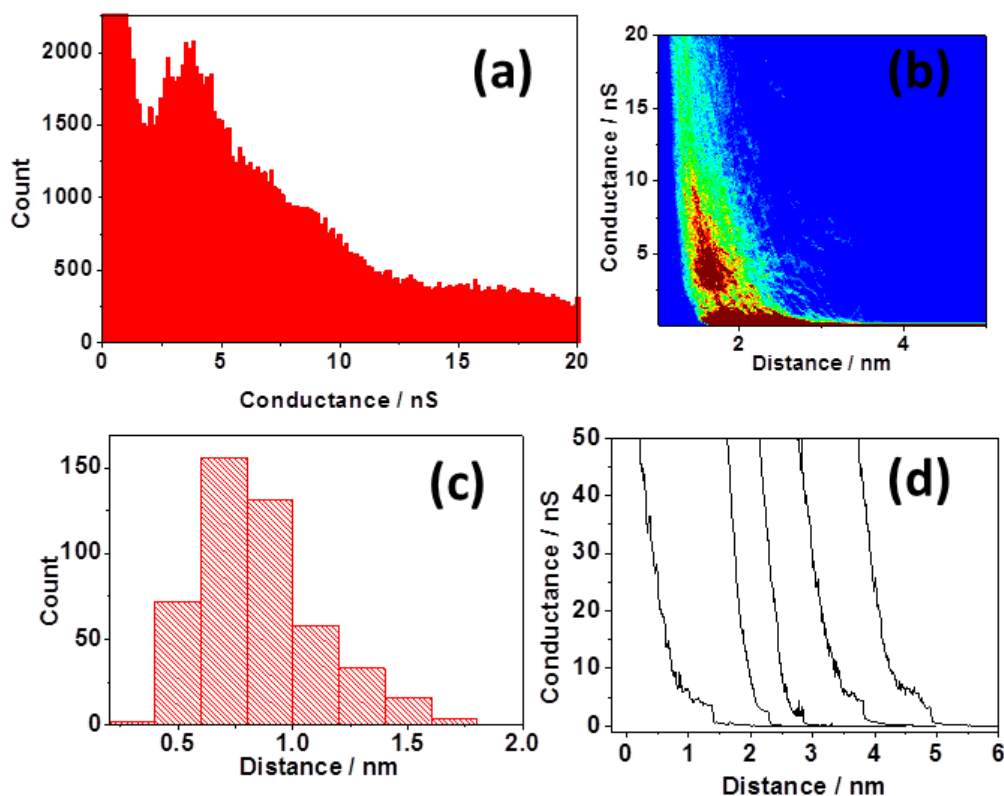 (a)
Count
2000
1500
1000
500
0
0 5 10 15 20
Conductance / nS
(b)
Conductance / nS
20
15
10
5
2 4
Distance / nm
(c)
Count
150
100
50
0
0.5 1.0 1.5 2.0
Distance / nm
(d)
Conductance / nS
50
40
30
20
10
0
0 1 2 3 4 5 6
Distance / nm